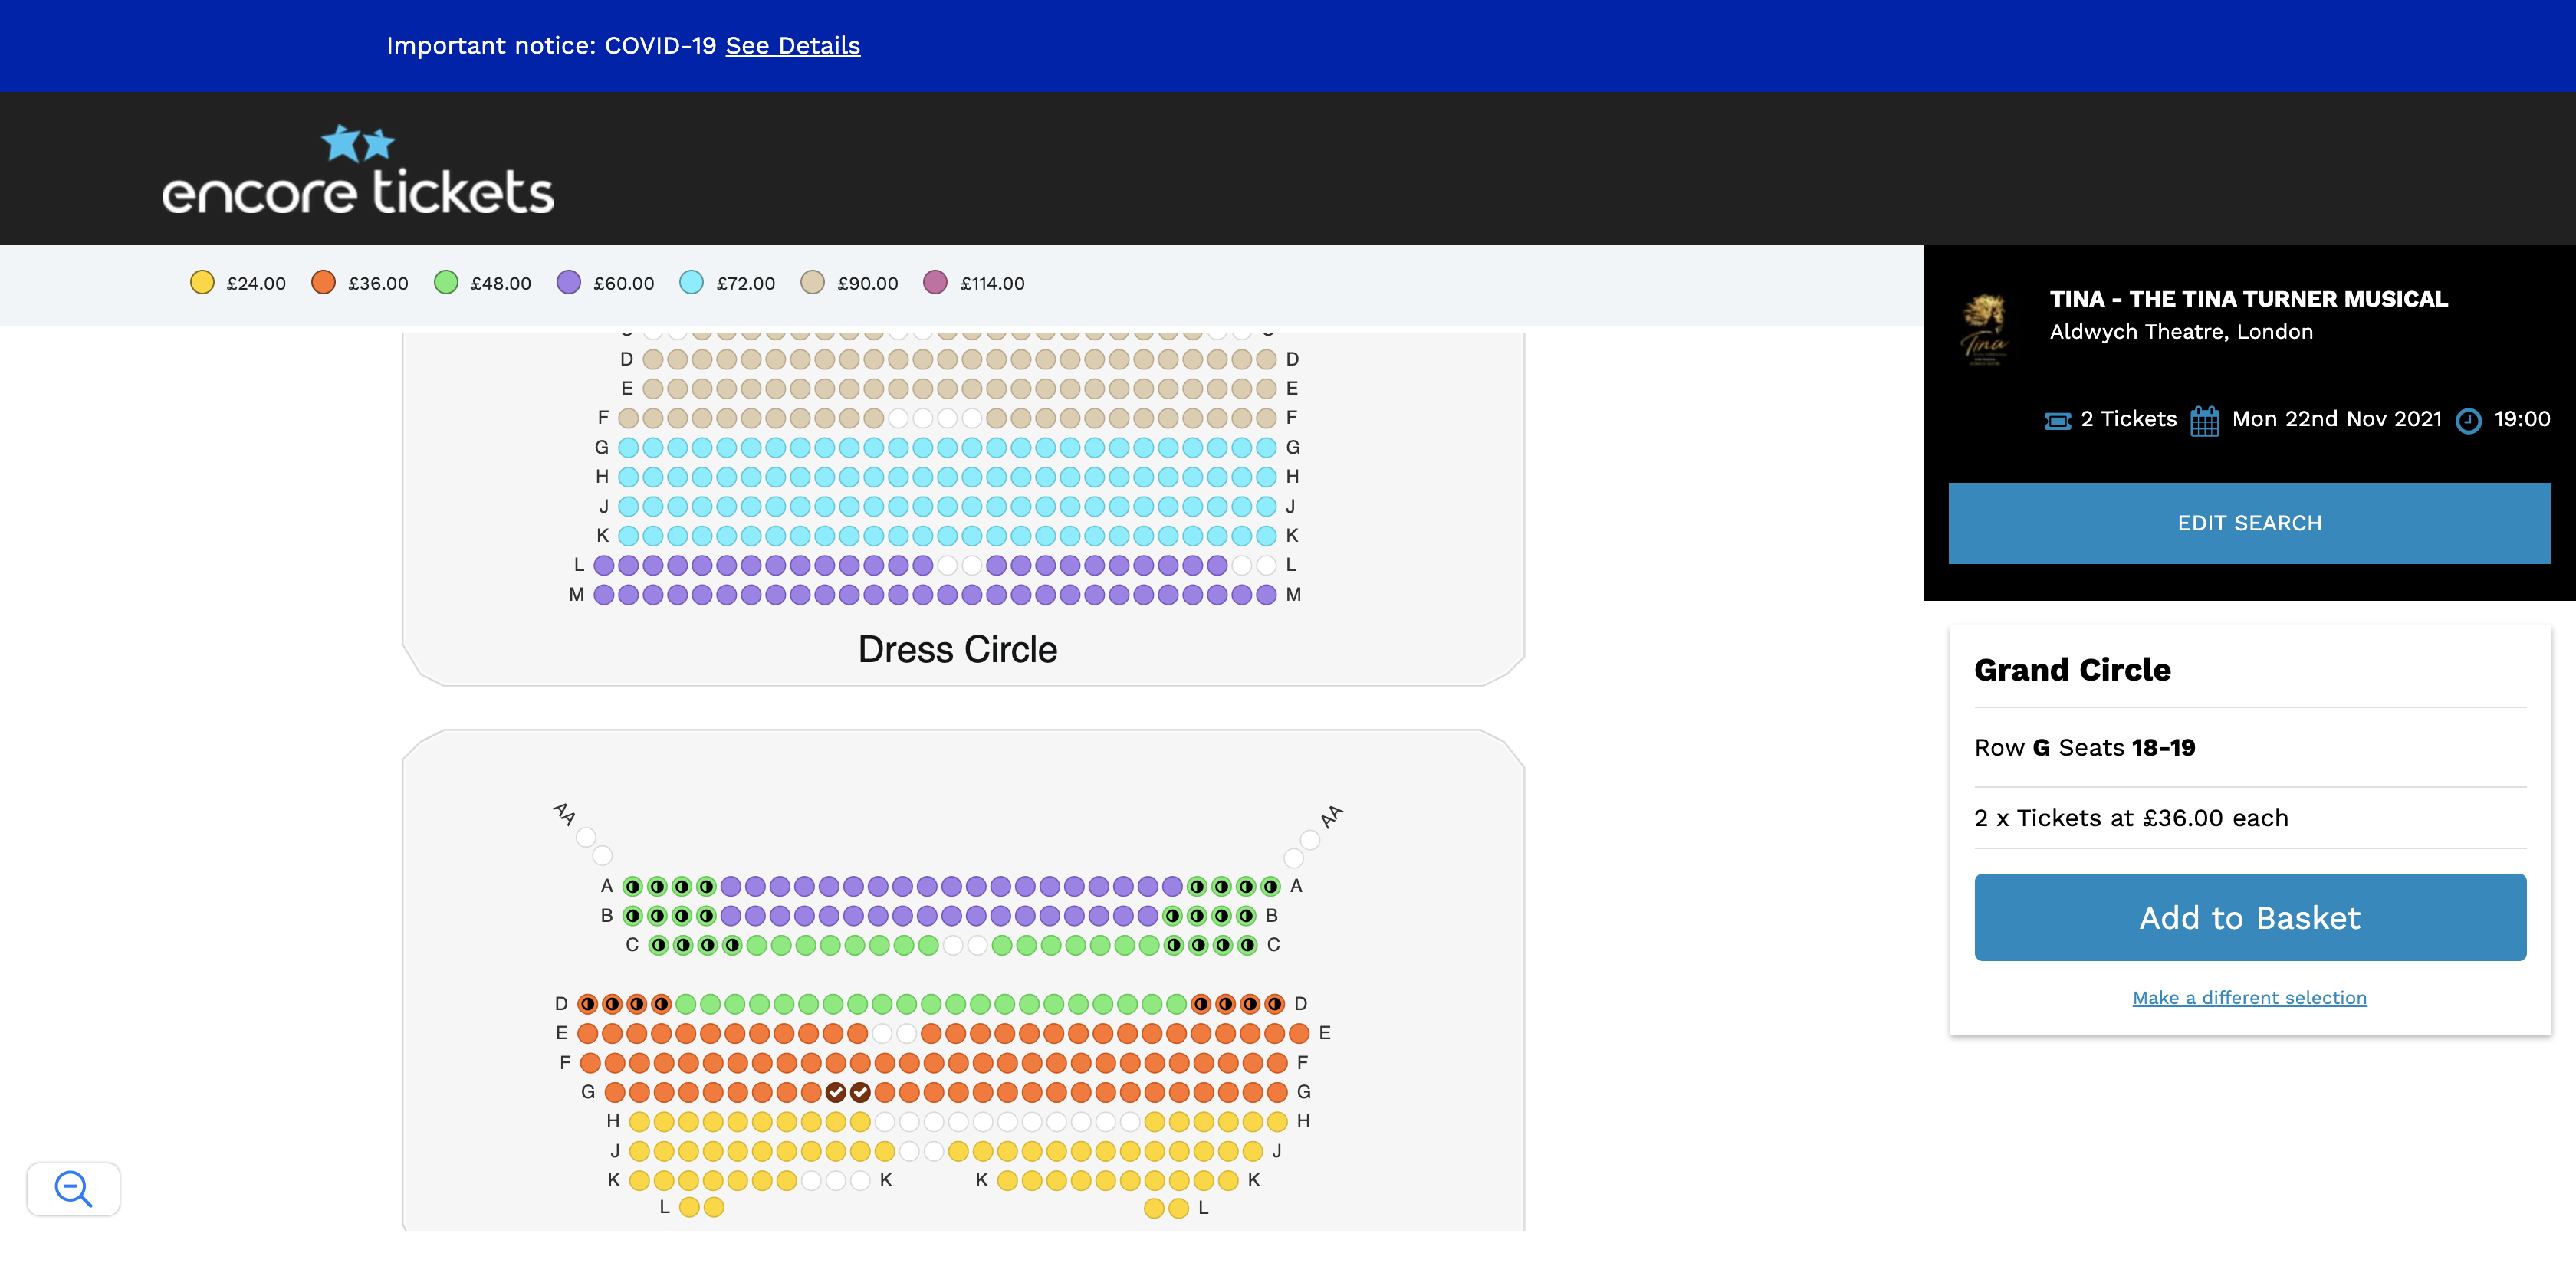 Important notice: COVID-19 See Details
encore tickets
£24.00 £36.00 £48.00 £60.00 £72.00 £90.00 £114.00
TINA - THE TINA TURNER MUSICAL
Aldwych Theatre, London
Tina
2 Tickets Mon 22nd Nov 2021 19:00
EDIT SEARCH
D D
E E
F F
G G
H H
J J
K K
L L
M M
Dress Circle
AA AA
A A
B B
C C
D D
E E
F F
G G
H H
J J
K K K K
L L
Grand Circle
Row G Seats 18-19
2 x Tickets at £36.00 each
Add to Basket
Make a different selection